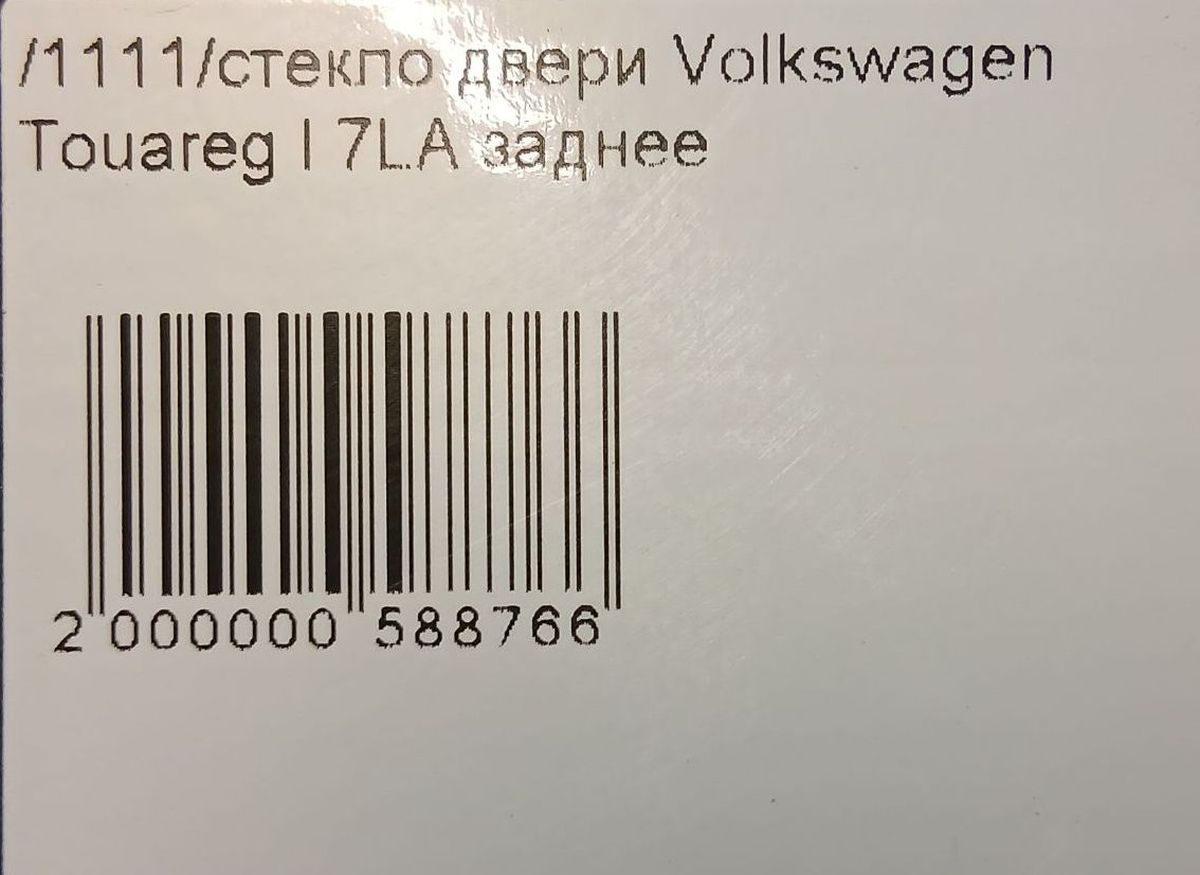 /1111/стекло двери Volkswagen
Touareg I 7LA заднее
2 000000 588766